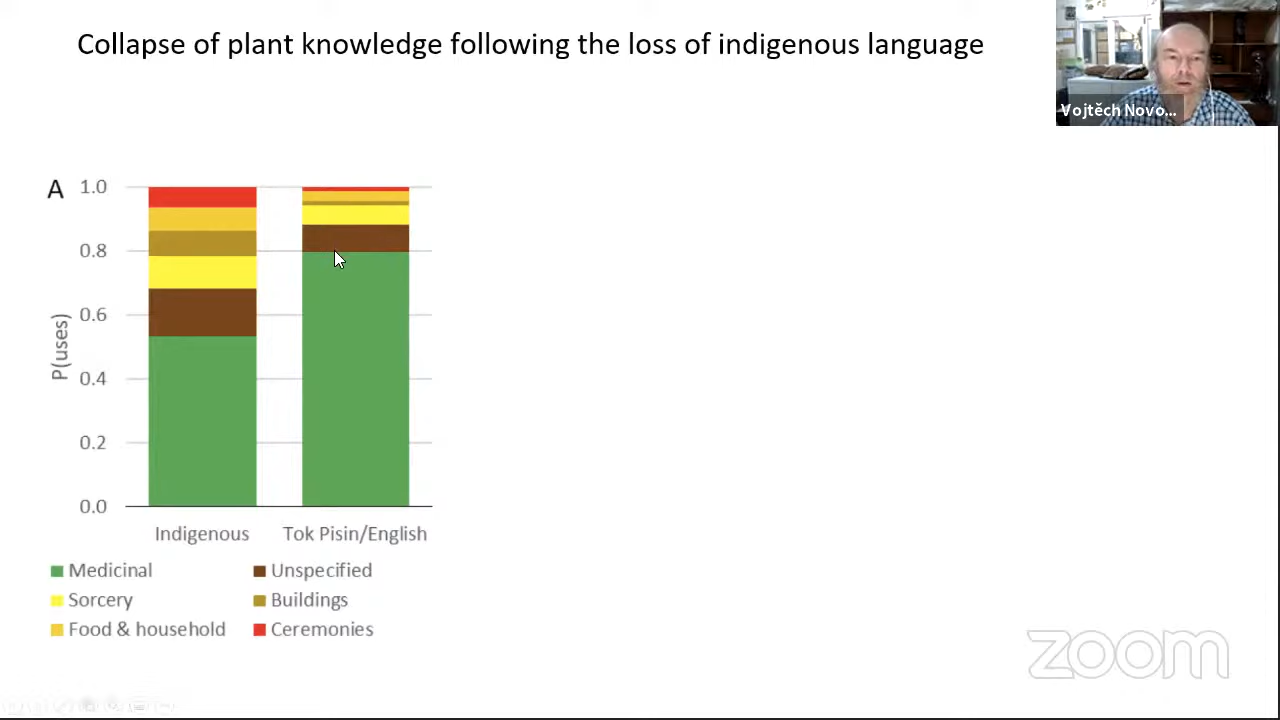 Collapse of plant knowledge following the loss of indigenous language
Vojtěch Novo...
A
1.0
0.8
0.6
0.4
0.2
0.0
P(uses)
Indigenous Tok Pisin/English
Medicinal Unspecified
Sorcery Buildings
Food & household Ceremonies
zoom